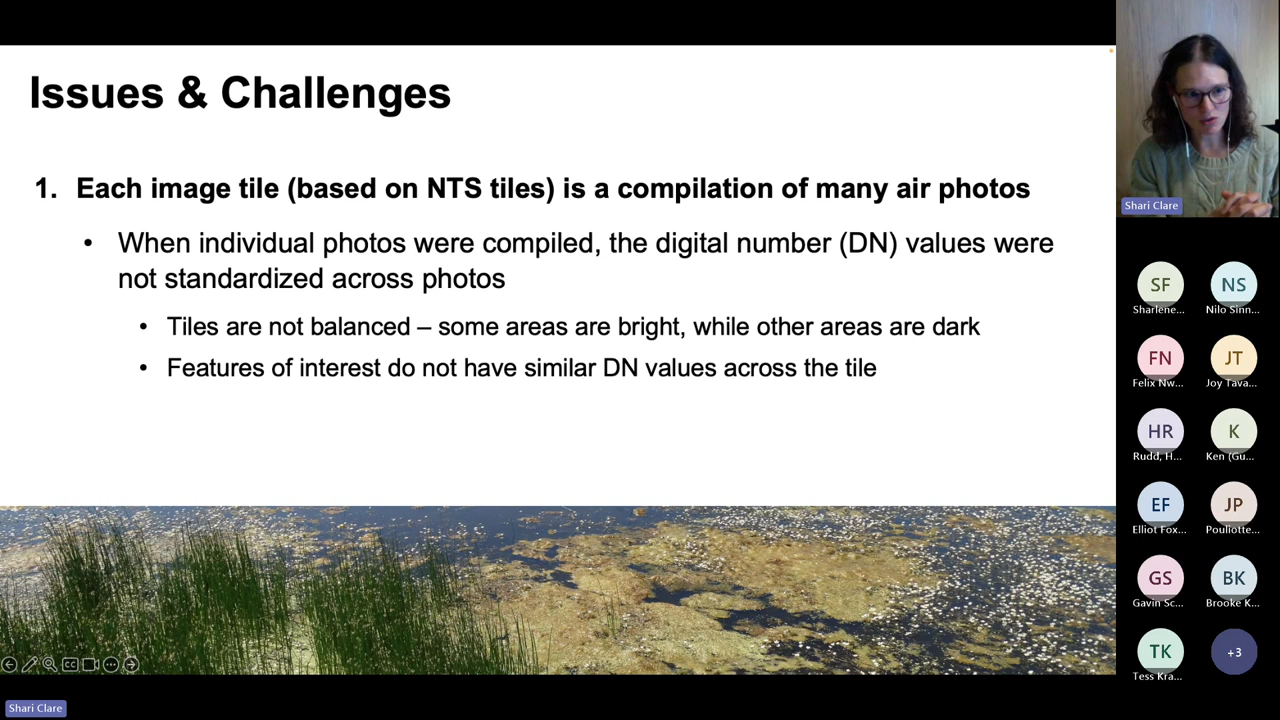 Issues & Challenges
1. Each image tile (based on NTS tiles) is a compilation of many air photos
• When individual photos were compiled, the digital number (DN) values were
not standardized across photos
• Tiles are not balanced – some areas are bright, while other areas are dark
• Features of interest do not have similar DN values across the tile
Shari Clare
SF
Sharlene...
NS
Nilo Sinn...
FN
Felix Nw...
JT
Joy Tava...
HR
Rudd, H...
K
Ken (Gu...
EF
Elliot Fox...
JP
Pouliotte...
GS
Gavin Sc...
BK
Brooke K...
TK
Tess Kra...
+3
CC
Shari Clare